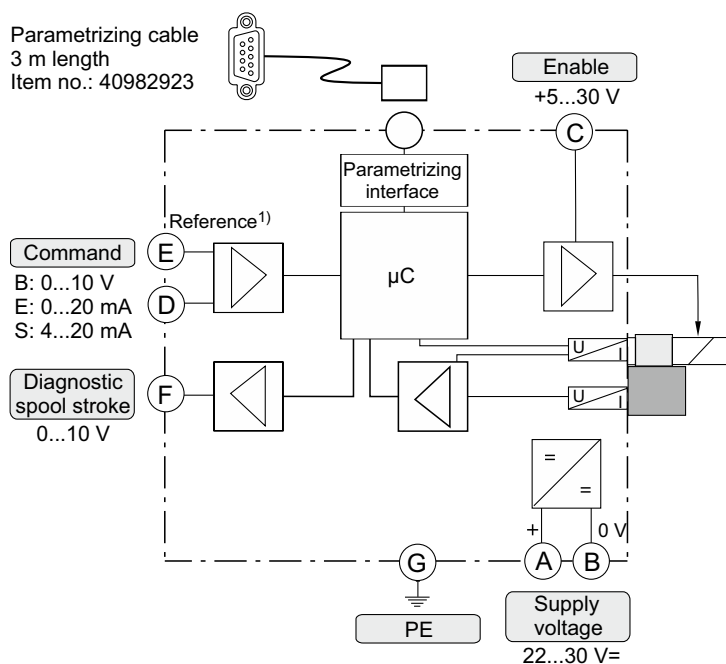 Parametrizing cable
3 m length
Item no.: 40982923
Enable
+5...30 V
C
Parametrizing
interface
Reference1)
Command
E
B: 0...10 V
E: 0...20 mA
S: 4...20 mA
D
µC
U
I
Diagnostic
spool stroke
F
0...10 V
U
I
=
=
+
0 V
G
A
B
PE
Supply
voltage
22...30 V=